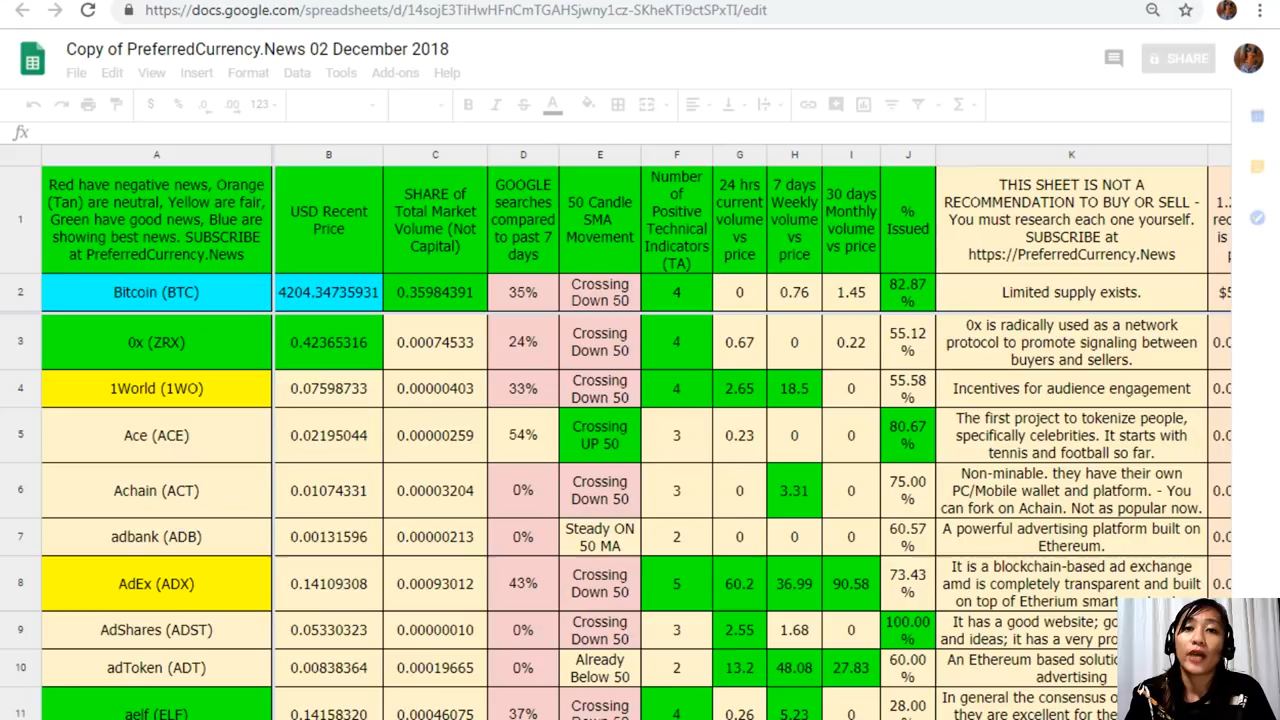 https://docs.google.com/spreadsheets/d/14sojE3TiHwHFnCmTGAHSjwny1cz-SKheKTi9ctSPxTI/edit
Copy of PreferredCurrency.News 02 December 2018
File Edit View Insert Format Data Tools Add-ons Help
SHARE
$ % .0 .00 123
B I S A
fx
A B C D E F G H I J K
1
Red have negative news, Orange
(Tan) are neutral, Yellow are fair,
Green have good news, Blue are
showing best news. SUBSCRIBE
at PreferredCurrency.News
USD Recent
Price
SHARE of
Total Market
Volume (Not
Capital)
GOOGLE
searches
compared
to past 7
days
50 Candle
SMA
Movement
Number
of
Positive
Technical
Indicators
(TA)
24 hrs
current
volume
vs
price
7 days
Weekly
volume
vs
price
30 days
Monthly
volume
vs price
%
Issued
THIS SHEET IS NOT A
RECOMMENDATION TO BUY OR SELL -
You must research each one yourself.
SUBSCRIBE at
https://PreferredCurrency.News
2
Bitcoin (BTC)
4204.34735931
0.35984391
35%
Crossing
Down 50
4
0
0.76
1.45
82.87
%
Limited supply exists.
3
0x (ZRX)
0.42365316
0.00074533
24%
Crossing
Down 50
4
0.67
0
0.22
55.12
%
0x is radically used as a network
protocol to promote signaling between
buyers and sellers.
4
1World (1WO)
0.07598733
0.00000403
33%
Crossing
Down 50
4
2.65
18.5
0
55.58
%
Incentives for audience engagement
5
Ace (ACE)
0.02195044
0.00000259
54%
Crossing
UP 50
3
0.23
0
0
80.67
%
The first project to tokenize people,
specifically celebrities. It starts with
tennis and football so far.
6
Achain (ACT)
0.01074331
0.00003204
0%
Crossing
Down 50
3
0
3.31
0
75.00
%
Non-minable. they have their own
PC/Mobile wallet and platform. - You
can fork on Achain. Not as popular now.
7
adbank (ADB)
0.00131596
0.00000213
0%
Steady ON
50 MA
2
0
0
0
60.57
%
A powerful advertising platform built on
Ethereum.
8
AdEx (ADX)
0.14109308
0.00093012
43%
Crossing
Down 50
5
60.2
36.99
90.58
73.43
%
It is a blockchain-based ad exchange
amd is completely transparent and built
on top of Etherium smart
9
AdShares (ADST)
0.05330323
0.00000010
0%
Crossing
Down 50
3
2.55
1.68
0
100.00
%
It has a good website;
and ideas; it has a very
10
adToken (ADT)
0.00838364
0.00019665
0%
Already
Below 50
2
13.2
48.08
27.83
60.00
%
An Ethereum based
advertising
11
aelf (ELF)
0.14158320
0.00046075
37%
Crossing
Down 50
4
0.26
5.23
0
28.00
%
In general the consensus
they are excellent for the